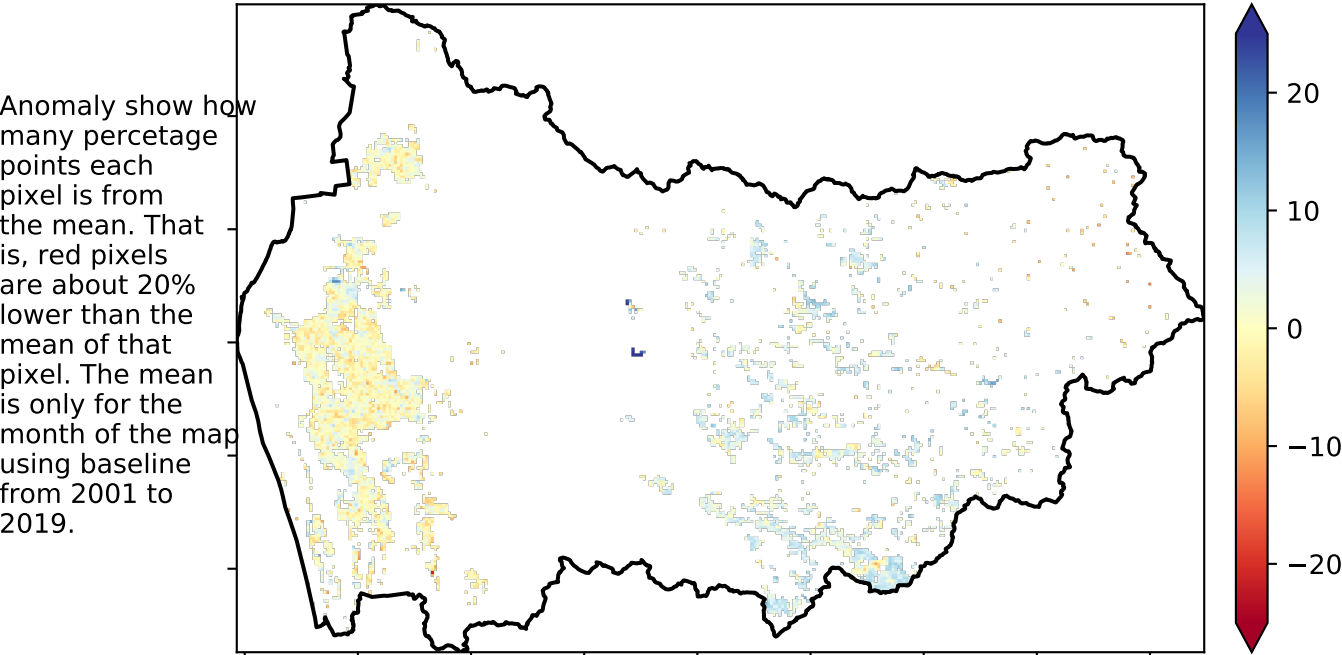 Anomaly show how
many percetage
points each
pixel is from
the mean. That
is, red pixels
are about 20%
lower than the
mean of that
pixel. The mean
is only for the
month of the map
using baseline
from 2001 to
2019.
20
10
0
−10
−20